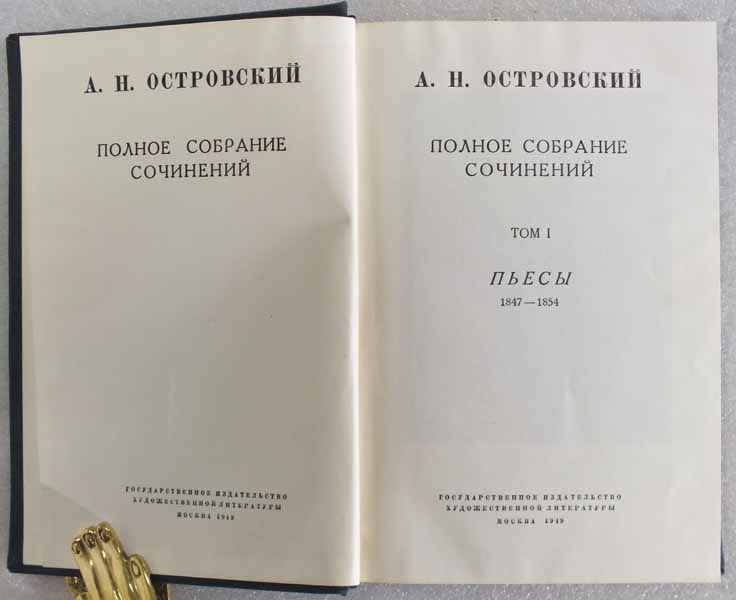 А. Н. ОСТРОВСКИЙ
ПОЛНОЕ СОБРАНИЕ
СОЧИНЕНИЙ
ГОСУДАРСТВЕННОЕ ИЗДАТЕЛЬСТВО
ХУДОЖЕСТВЕННОЙ ЛИТЕРАТУРЫ
МОСКВА 1949
А. Н. ОСТРОВСКИЙ
ПОЛНОЕ СОБРАНИЕ
СОЧИНЕНИЙ
ТОМ I
ПЬЕСЫ
1847—1854
ГОСУДАРСТВЕННОЕ ИЗДАТЕЛЬСТВО
ХУДОЖЕСТВЕННОЙ ЛИТЕРАТУРЫ
МОСКВА 1949